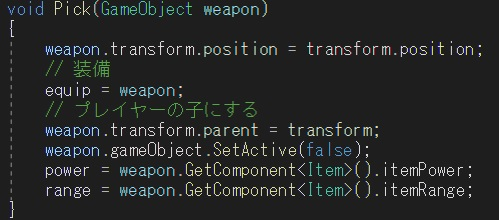 void Pick(GameObject weapon)
{
weapon.transform.position = transform.position;
// 装備
equip = weapon;
// プレイヤーの子にする
weapon.transform.parent = transform;
weapon.gameObject.SetActive(false);
power = weapon.GetComponent<Item>().itemPower;
range = weapon.GetComponent<Item>().itemRange;
}